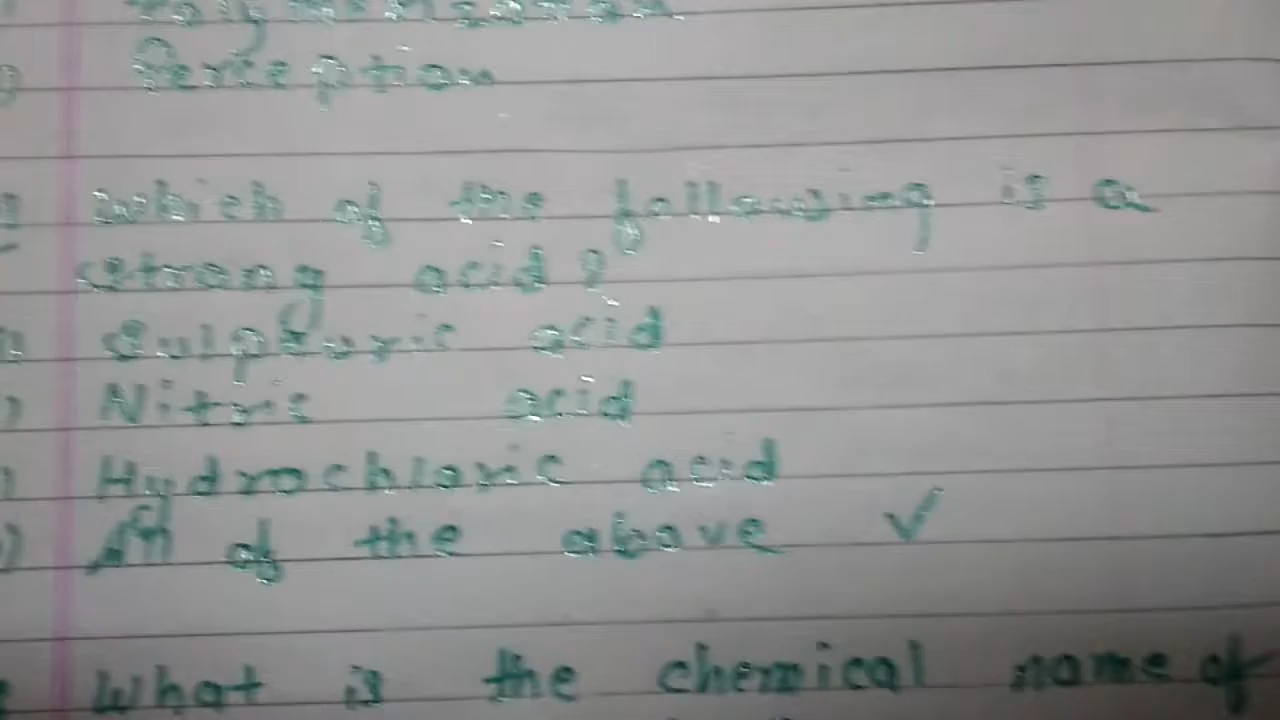 Which of the following is a
strong acid?
Sulphuric acid
Nitric acid
Hydrochloric acid
All of the above ✓
What is the chemical name of